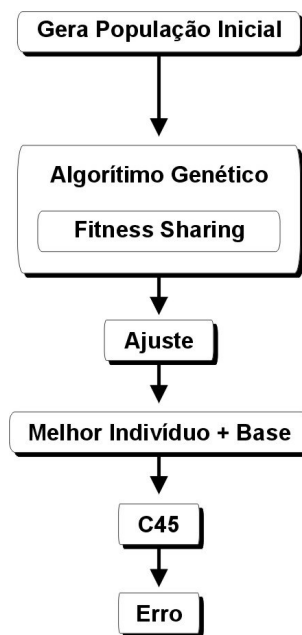 Gera População Inicial
Algorítimo Genético
Fitness Sharing
Ajuste
Melhor Indivíduo + Base
C45
Erro